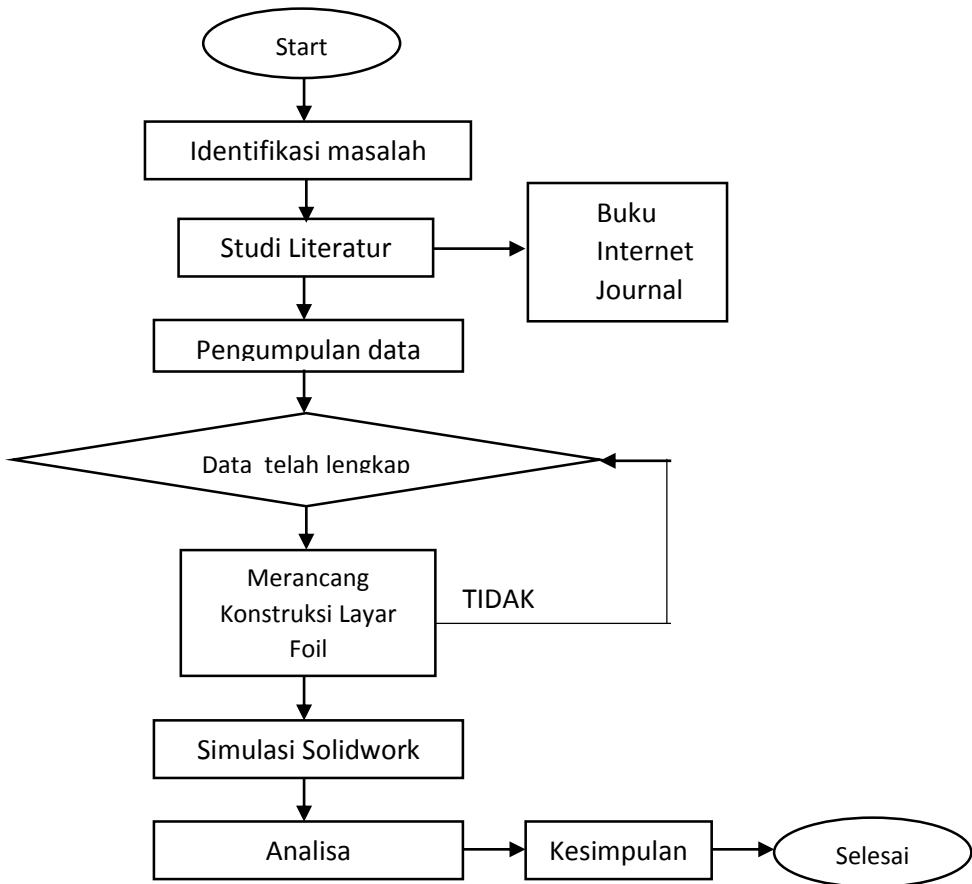 Start
Identifikasi masalah
Studi Literatur
Buku
Internet
Journal
Pengumpulan data
Data telah lengkap
Merancang
Konstruksi Layar
Foil
TIDAK
Simulasi Solidwork
Analisa
Kesimpulan
Selesai